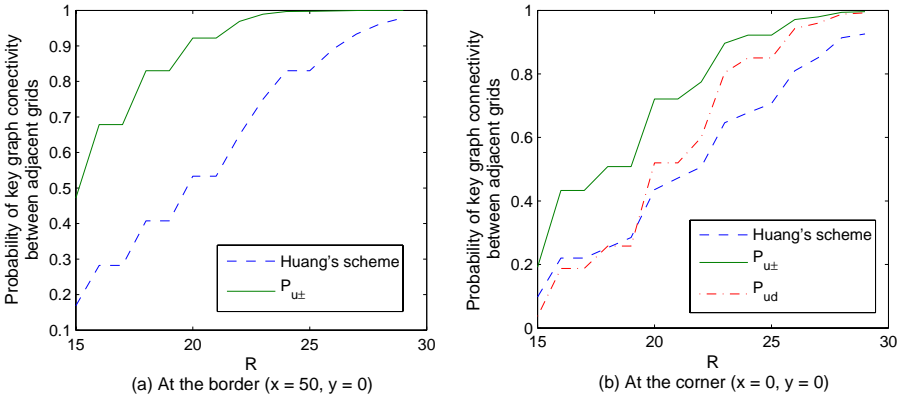 Probability of key graph connectivity
between adjacent grids
1
0.9
0.8
0.7
0.6
0.5
0.4
0.3
0.2
0.1
15
20
25
30
R
Huang's scheme
Pu±
(a) At the border (x = 50, y = 0)
Probability of key graph connectivity
between adjacent grids
1
0.8
0.6
0.4
0.2
0
15
20
25
30
R
Huang's scheme
Pu±
Pud
(b) At the corner (x = 0, y = 0)